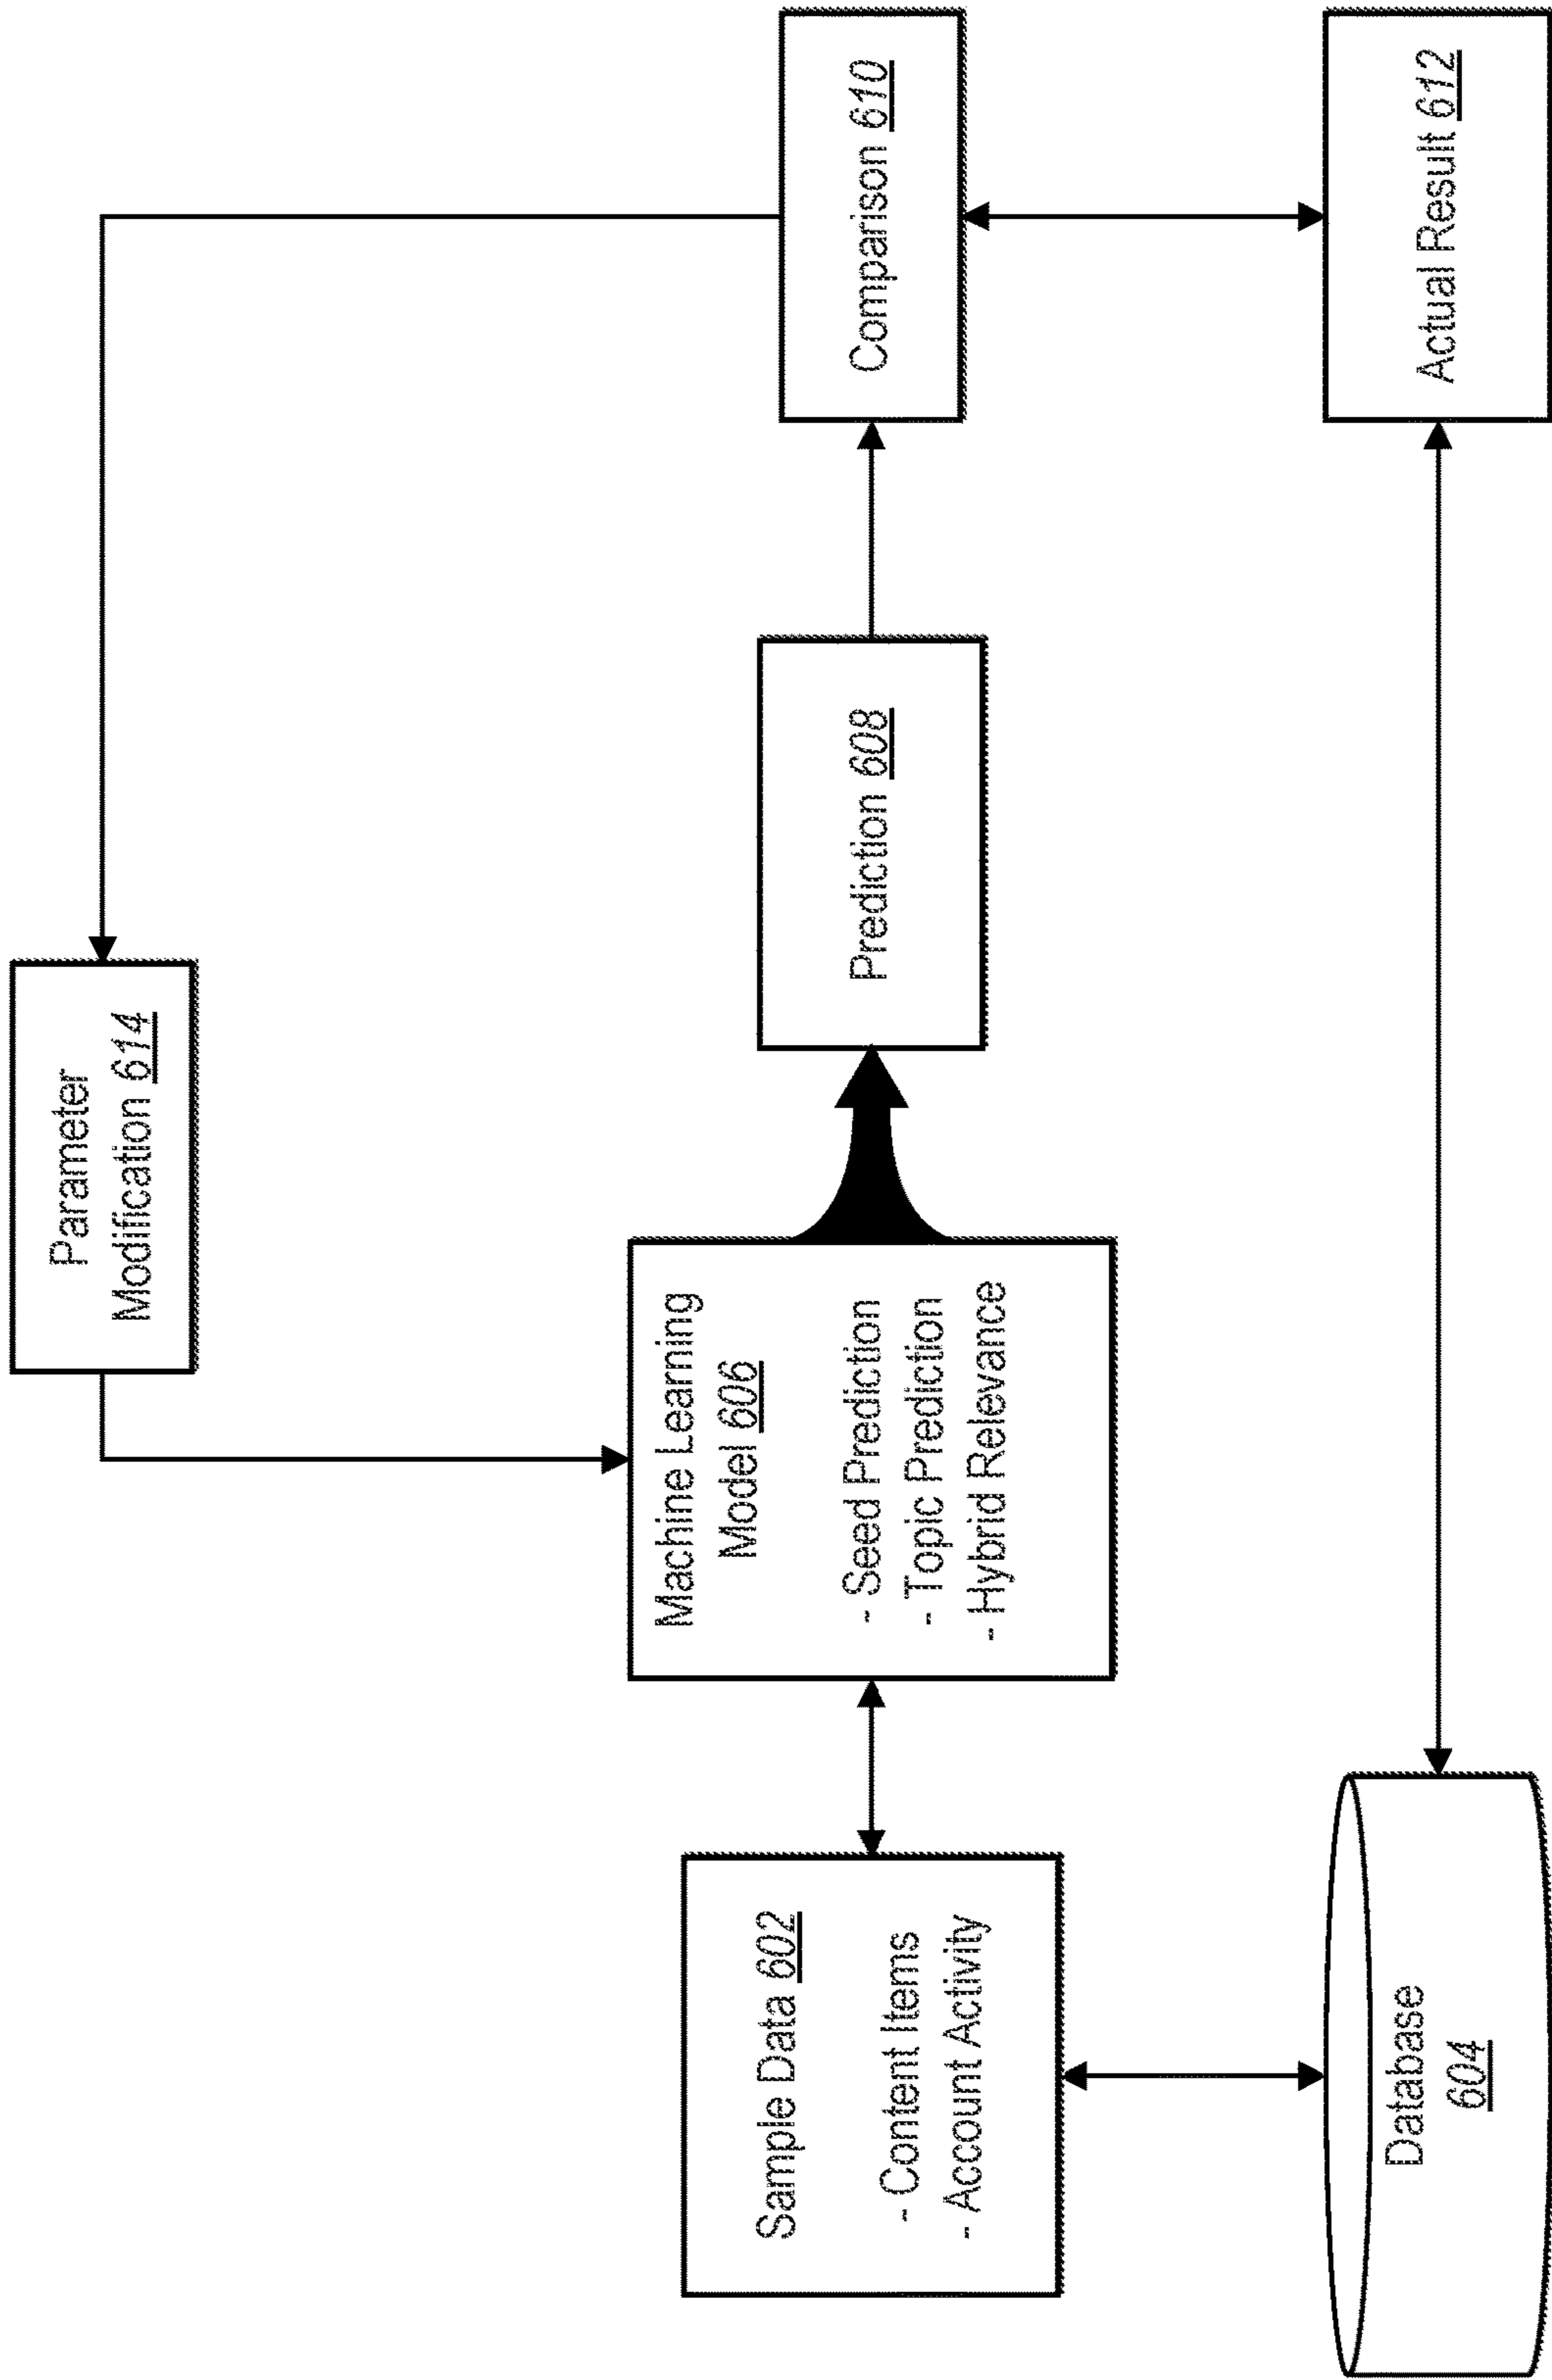 Parameter
Modification 614
Machine Learning
Model 606
- Seed Prediction
- Topic Prediction
- Hybrid Relevance
Sample Data 602
- Content Items
- Account Activity
Prediction 608
Comparison 610
Database
604
Actual Result 612